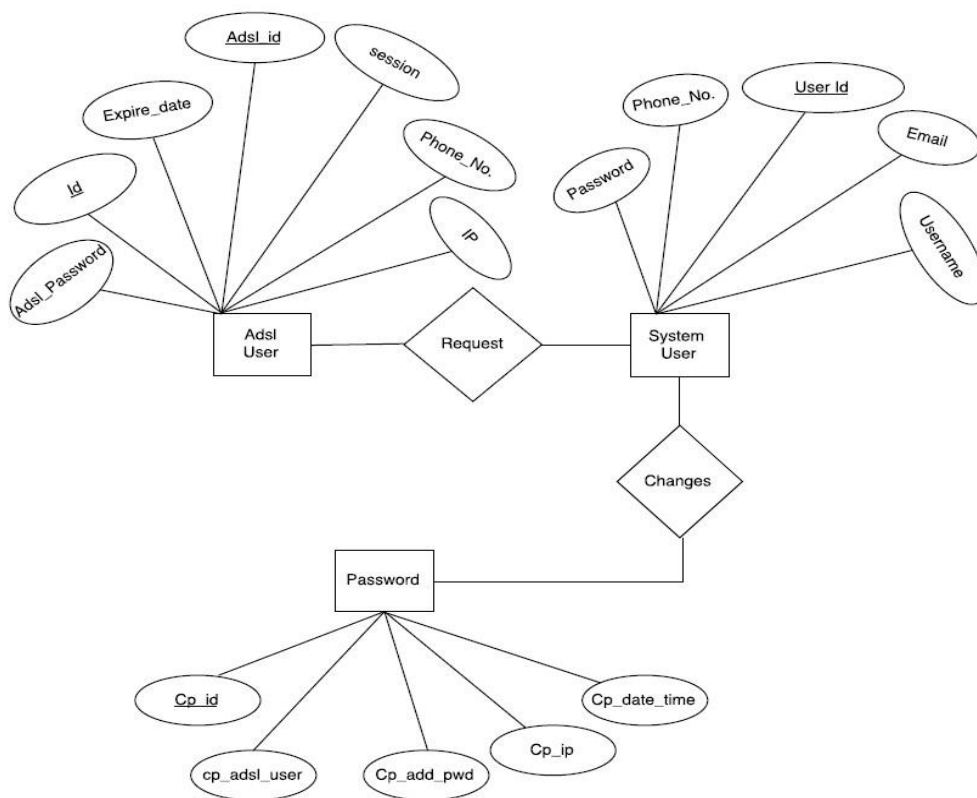 Adsl_id
session
Expire_date
Phone_No.
Id
IP
Adsl_Password
Phone_No.
User Id
Email
Password
Username
Adsl
User
Request
System
User
Changes
Password
Cp_id
Cp_date_time
Cp_ip
cp_adsl_user
Cp_add_pwd